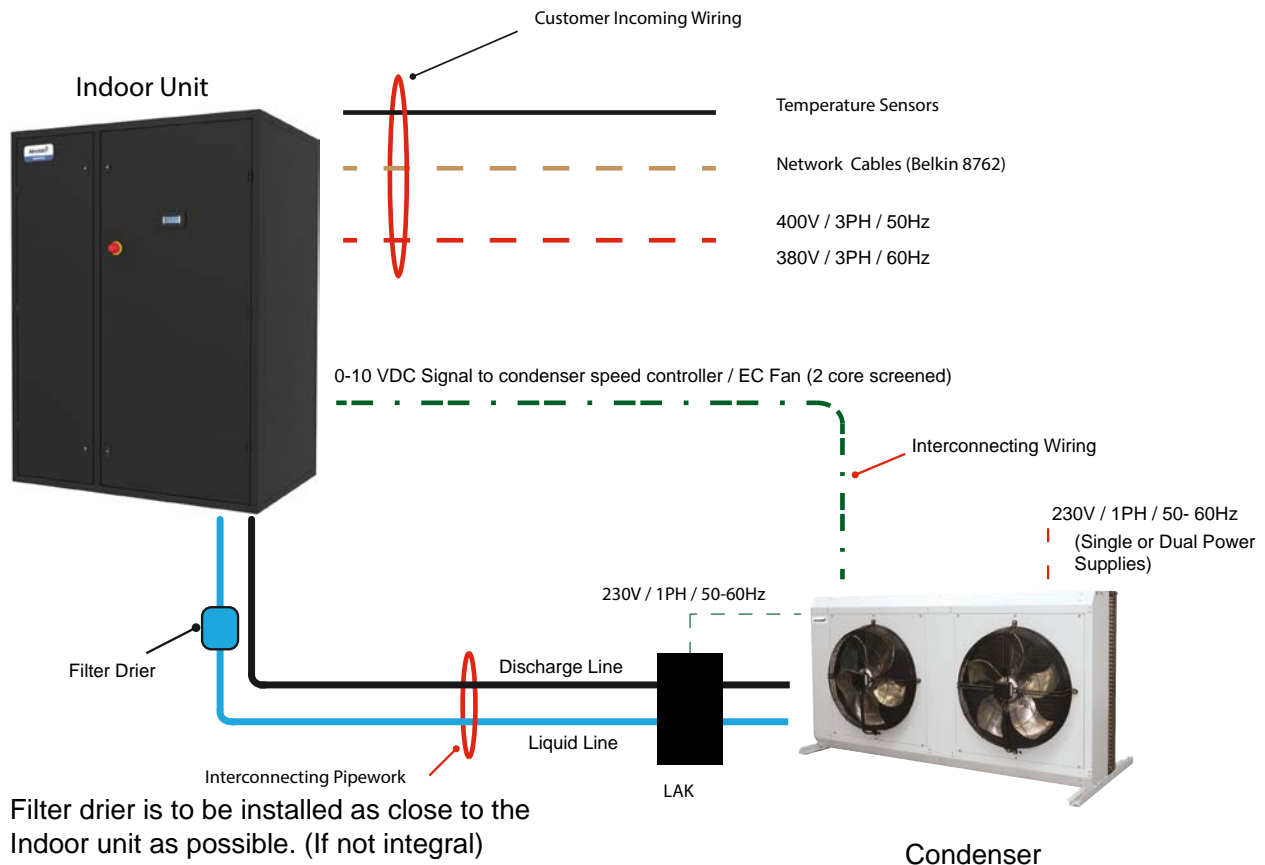 Customer Incoming Wiring
Indoor Unit
Temperature Sensors
Network Cables (Belkin 8762)
400V / 3PH / 50Hz
380V / 3PH / 60Hz
0-10 VDC Signal to condenser speed controller / EC Fan (2 core screened)
Interconnecting Wiring
230V / 1PH / 50- 60Hz
(Single or Dual Power
Supplies)
230V / 1PH / 50-60Hz
Filter Drier
Discharge Line
Liquid Line
Interconnecting Pipework
LAK
Filter drier is to be installed as close to the
Indoor unit as possible. (If not integral)
Condenser